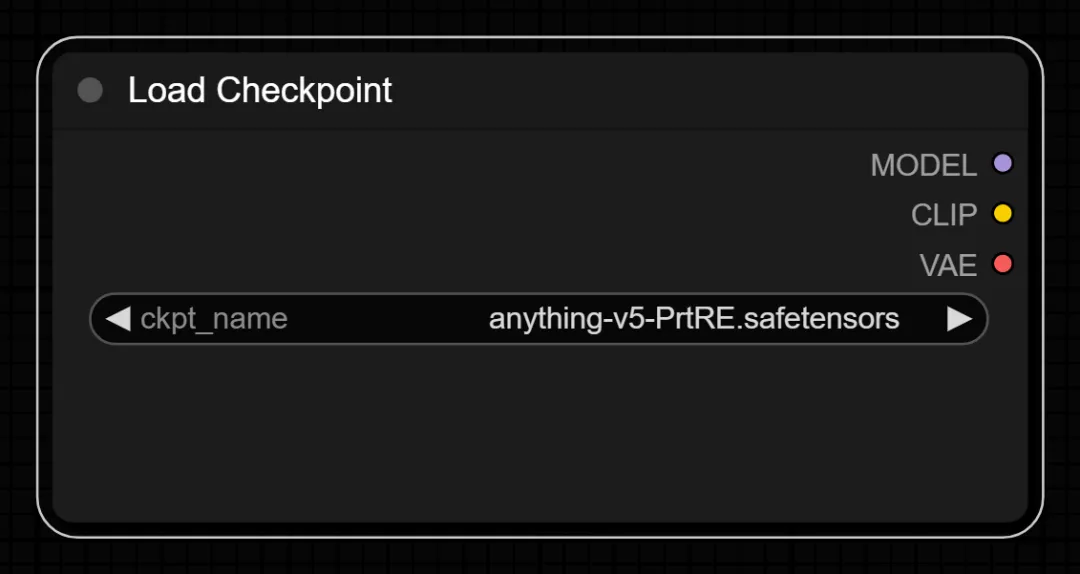 Load Checkpoint
MODEL
CLIP
VAE
ckpt_name anything-v5-PrtRE.safetensors